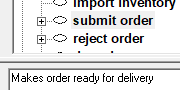 import inventory
submit order
reject order
Makes order ready for delivery